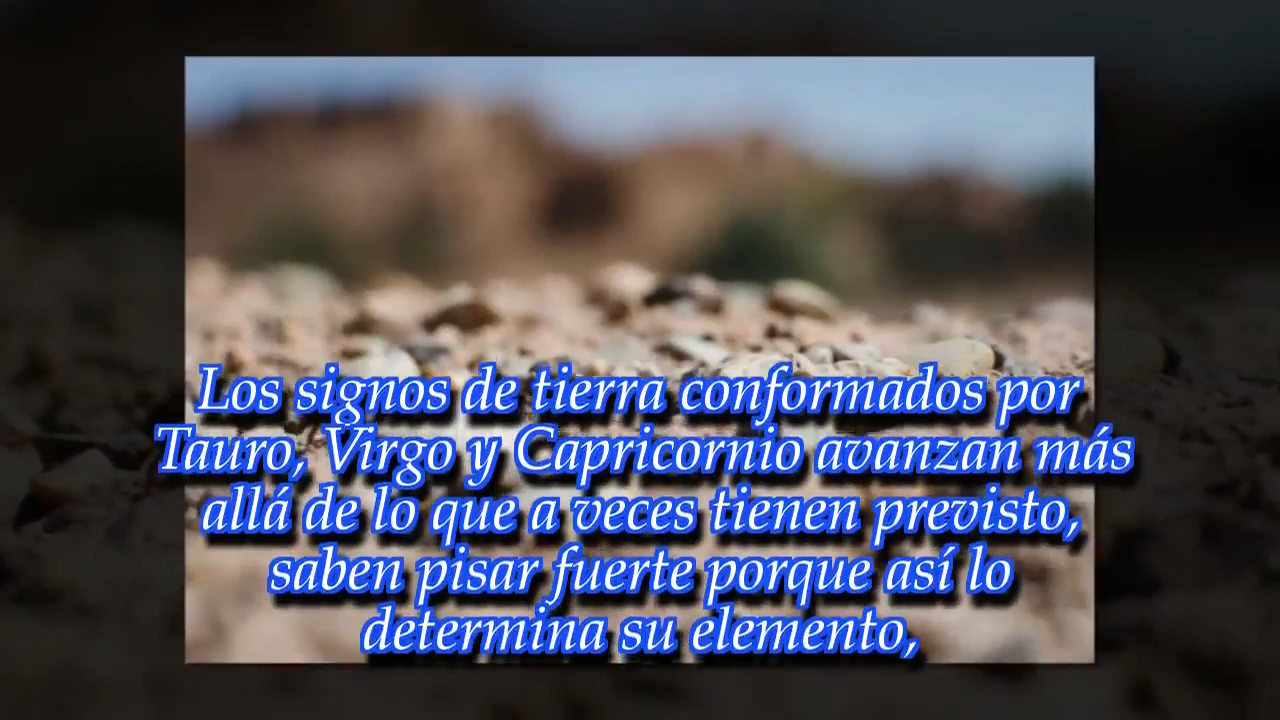 Los signos de tierra conformados por
Tauro, Virgo y Capricornio avanzan más
allá de lo que a veces tienen previsto,
saben pisar fuerte porque así lo
determina su elemento,